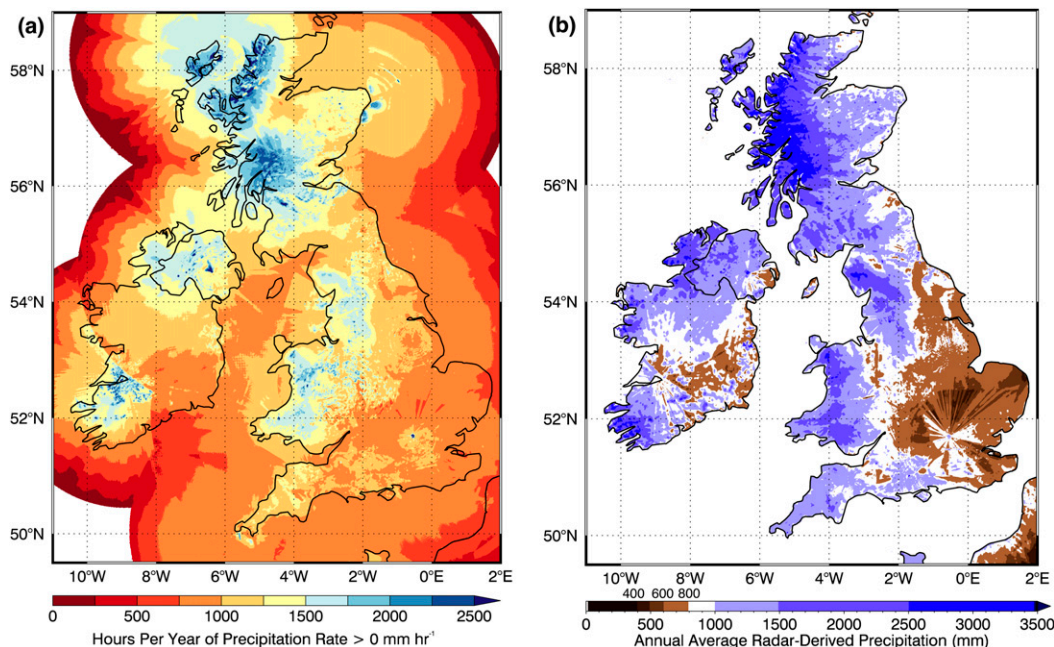 (a)
58°N
56°N
54°N
52°N
50°N
10°W 8°W 6°W 4°W 2°W 0°E 2°E
0 500 1000 1500 2000 2500
Hours Per Year of Precipitation Rate > 0 mm hr⁻¹
(b)
58°N
56°N
54°N
52°N
50°N
10°W 8°W 6°W 4°W 2°W 0°E 2°E
400 600 800
0 1000 1500 2000 2500 3500
Annual Average Radar-Derived Precipitation (mm)